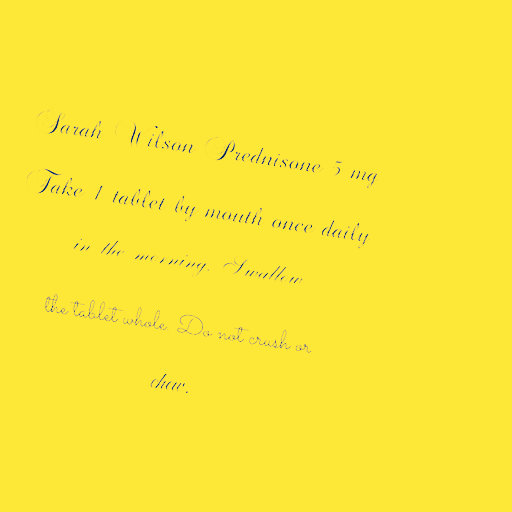 Sarah Wilson Prednisone 5 mg
Take 1 tablet by mouth once daily
in the morning. Swallow
the tablet whole. Do not crush or
chew.